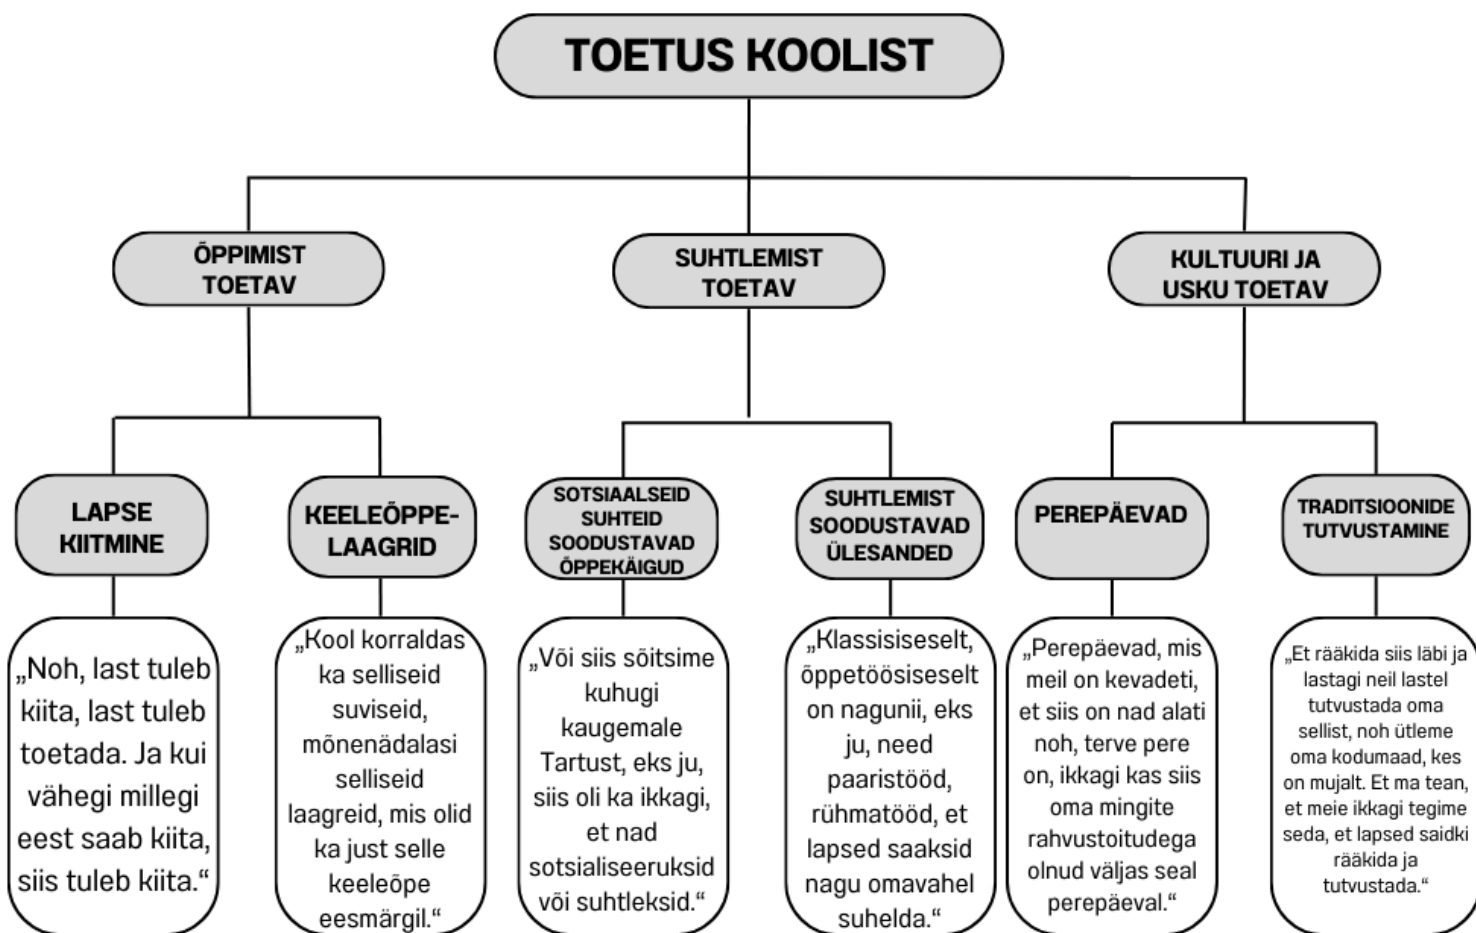 TOETUS KOOLIST
ÕPPIMIST
TOETAV
SUHTLEMIST
TOETAV
KULTUURI JA
USKU TOETAV
LAPSE
KIITMINE
KEELEÕPPE-
LAAGRID
SOTSIAALSEID
SUHTEID
SOODUSTAVAD
ÕPPEKÄIGUD
SUHTLEMIST
SOODUSTAVAD
ÜLESANDED
PEREPÄEVAD
TRADITSIOONIDE
TUTVUSTAMINE
„Noh, last tuleb
kiita, last tuleb
toetada. Ja kui
vähegi millegi
eest saab kiita,
siis tuleb kiita.“
„Kool korraldas
ka selliseid
suviseid,
mõnenädalasi
selliseid
laagreid, mis olid
ka just selle
keeleõpe
eesmärgil.“
„Või siis sõitsime
kuhugi
kaugemale
Tartust, eks ju,
siis oli ka ikkagi,
et nad
sotsialiseeruksid
või suhtleksid.“
„Klassisiseselt,
õppetöösiseselt
on nagunii, eks
ju, need
paaristööd,
rühmatööd, et
lapsed saaksid
nagu omavahel
suhelda.“
„Perepäevad, mis
meil on kevadeti,
et siis on nad alati
noh, terve pere
on, ikkagi kas siis
oma mingite
rahvustoitudega
olnud väljas seal
perepäeval.“
„Et rääkida siis läbi ja
lastagi neil lastel
tutvustada oma
sellist, noh ütleme
oma kodumaad, kes
on mujalt. Et ma tean,
et meie ikkagi tegime
seda, et lapsed saidki
rääkida ja
tutvustada.“